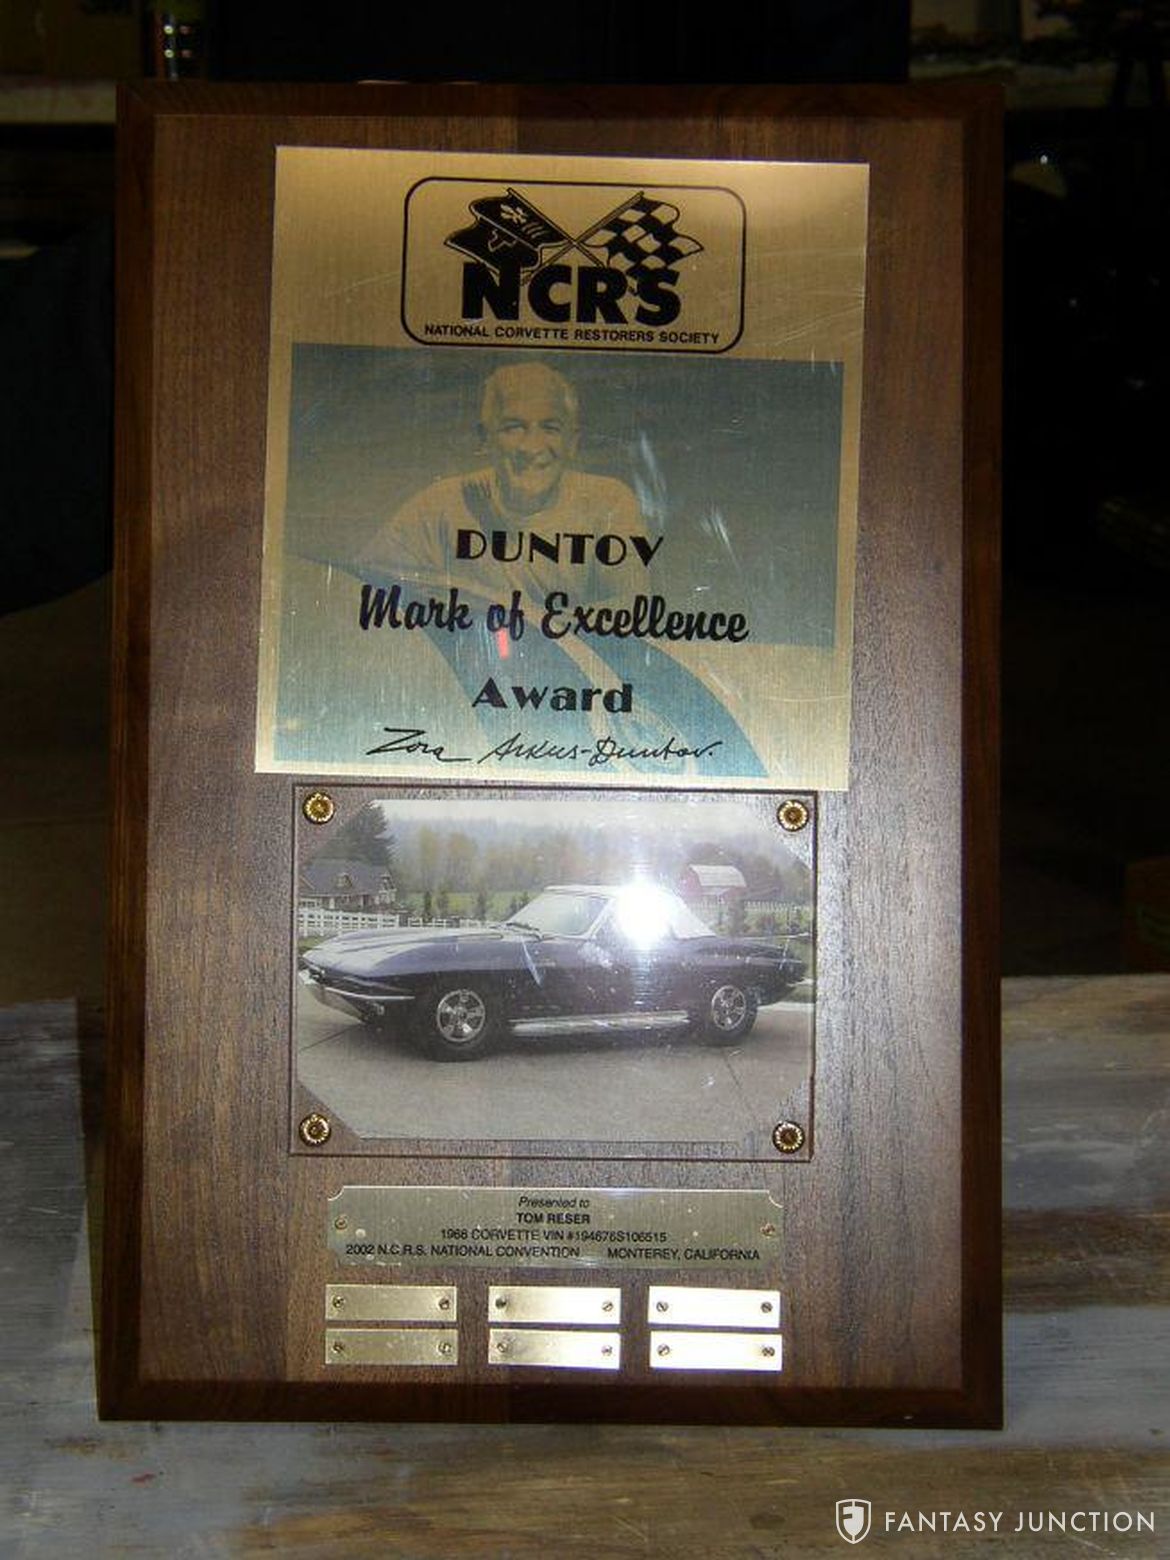 NCRS
NATIONAL CORVETTE RESTORERS SOCIETY
DUNTOV
Mark of Excellence
Award
Zora Arkus-Duntov.
Presented to
TOM RESER
1966 CORVETTE VIN #194676S106515
2002 N.C.R.S. NATIONAL CONVENTION MONTEREY, CALIFORNIA
FANTASY JUNCTION